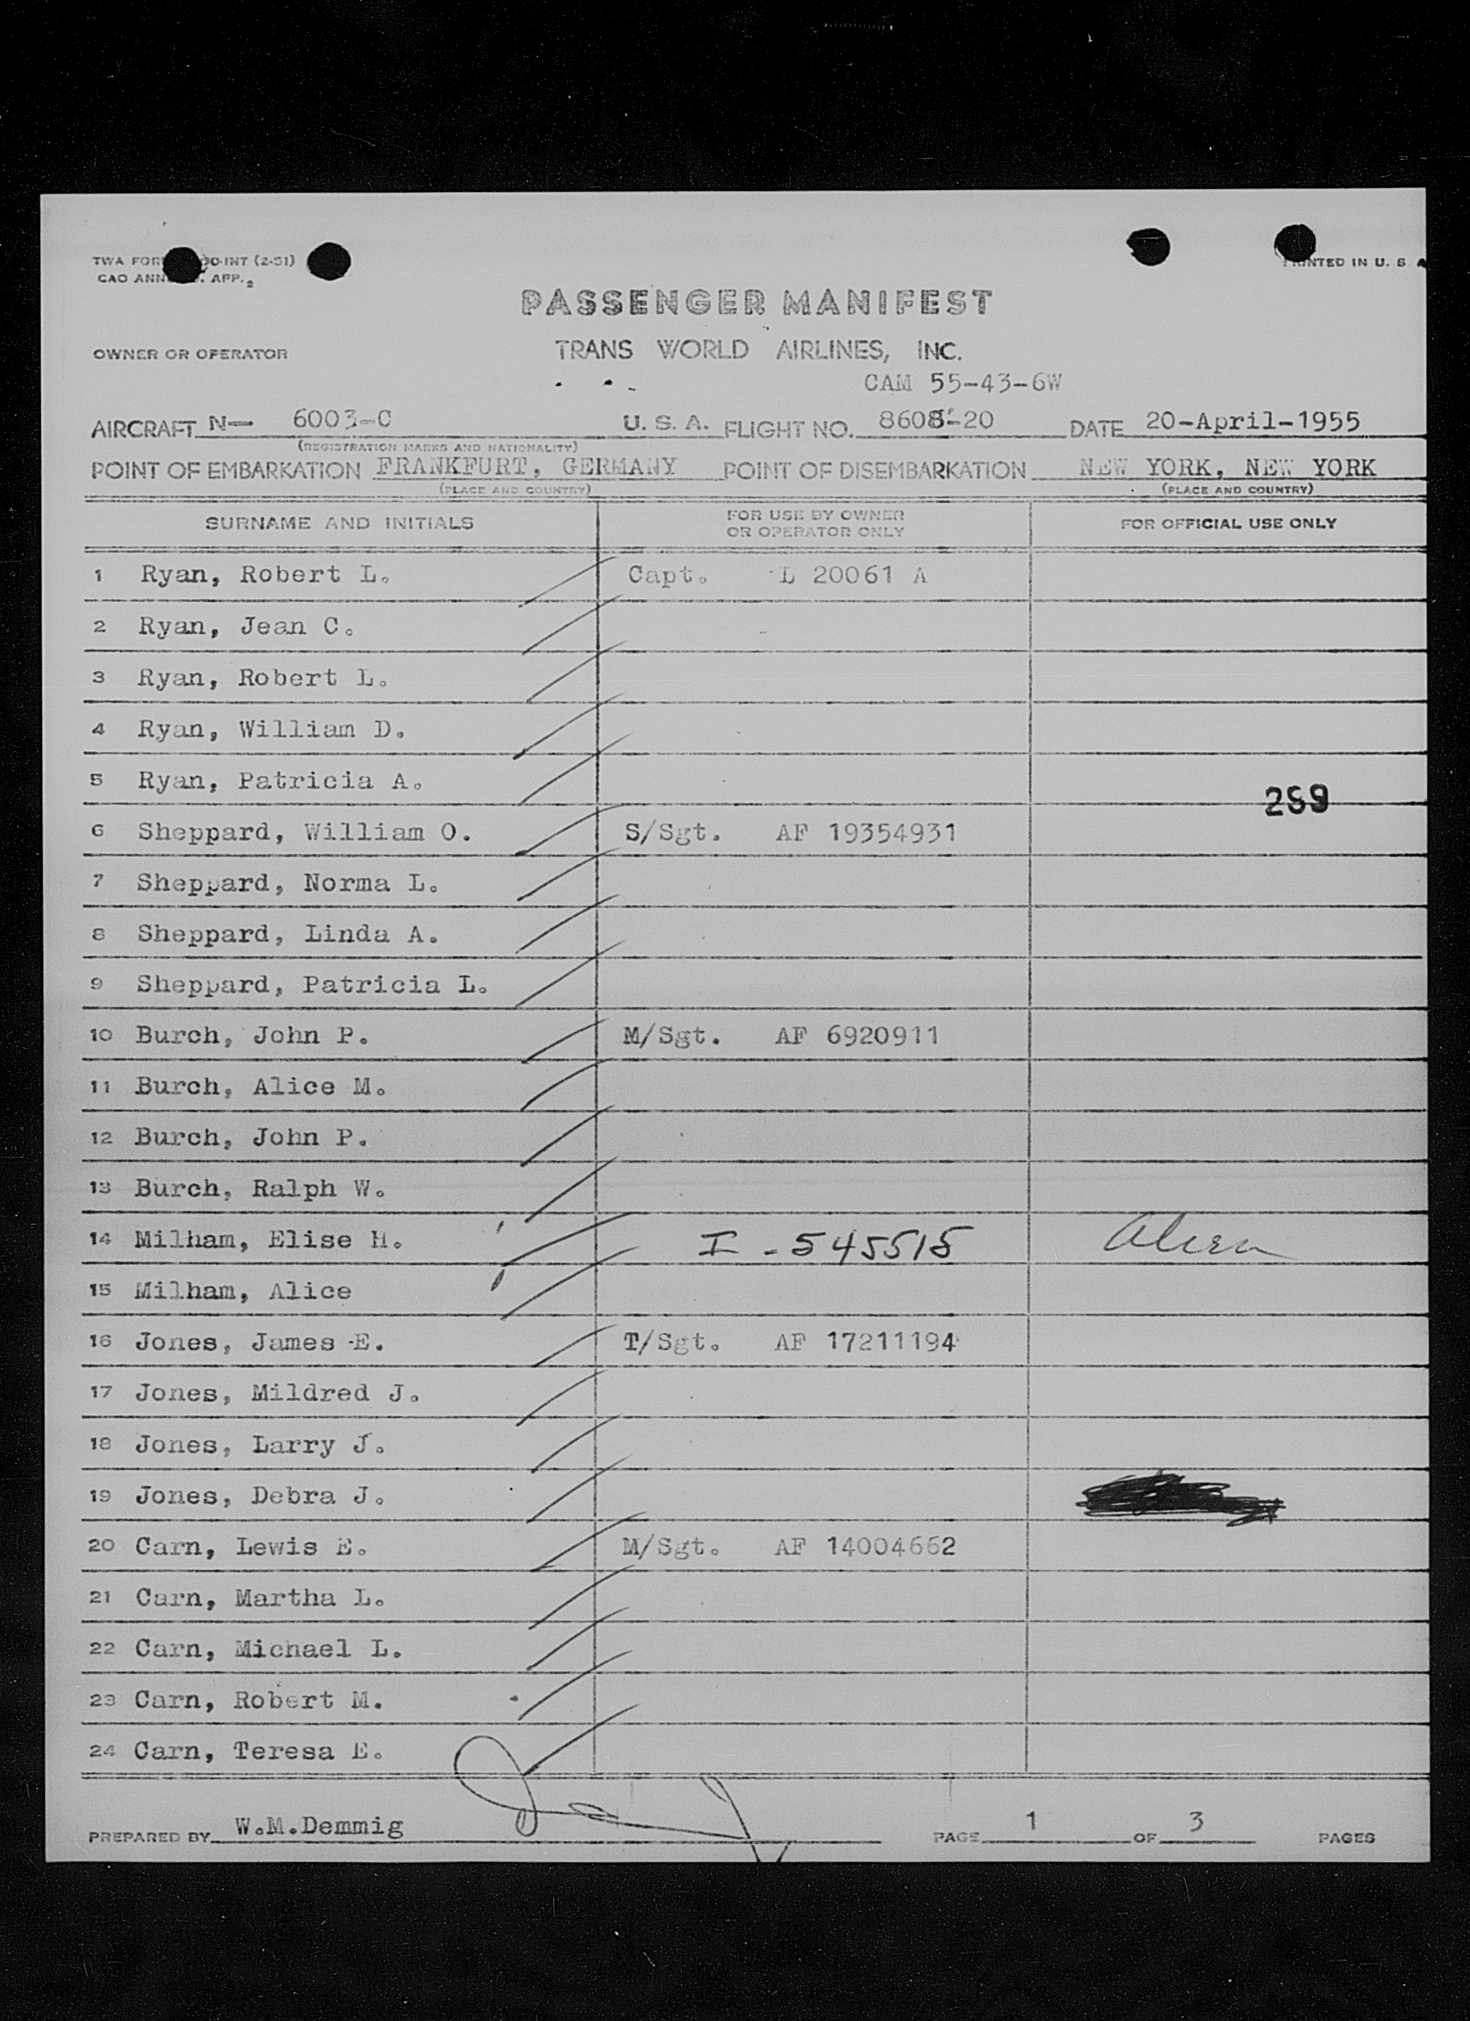 PRINTED IN U. S. A
CAO ANN APP. 2
PASSENGER MANIFEST
OWNER OR OPERATOR TRANS WORLD AIRLINES, INC.
CAM 55-43-6W
AIRCRAFT N— 6003-C U. S. A. FLIGHT NO. 8608-20 DATE 20-April-1955
(REGISTRATION MARKS AND NATIONALITY)
POINT OF EMBARKATION FRANKFURT, GERMANY POINT OF DISEMBARKATION NEW YORK, NEW YORK
(PLACE AND COUNTRY) (PLACE AND COUNTRY)
SURNAME AND INITIALS FOR USE BY OWNER OR OPERATOR ONLY FOR OFFICIAL USE ONLY
1 Ryan, Robert L. Capt. L 20061 A
2 Ryan, Jean C.
3 Ryan, Robert L.
4 Ryan, William D.
5 Ryan, Patricia A.
289
6 Sheppard, William O. S/Sgt. AF 19354931
7 Sheppard, Norma L.
8 Sheppard, Linda A.
9 Sheppard, Patricia L.
10 Burch, John P. M/Sgt. AF 6920911
11 Burch, Alice M.
12 Burch, John P.
13 Burch, Ralph W.
14 Milham, Elise H. I - 545515 Alien
15 Milham, Alice
16 Jones, James E. T/Sgt. AF 17211194
17 Jones, Mildred J.
18 Jones, Larry J.
19 Jones, Debra J.
20 Carn, Lewis E. M/Sgt. AF 14004662
21 Carn, Martha L.
22 Carn, Michael L.
23 Carn, Robert M.
24 Carn, Teresa E.
PREPARED BY W.M.Demmig PAGE 1 OF 3 PAGES